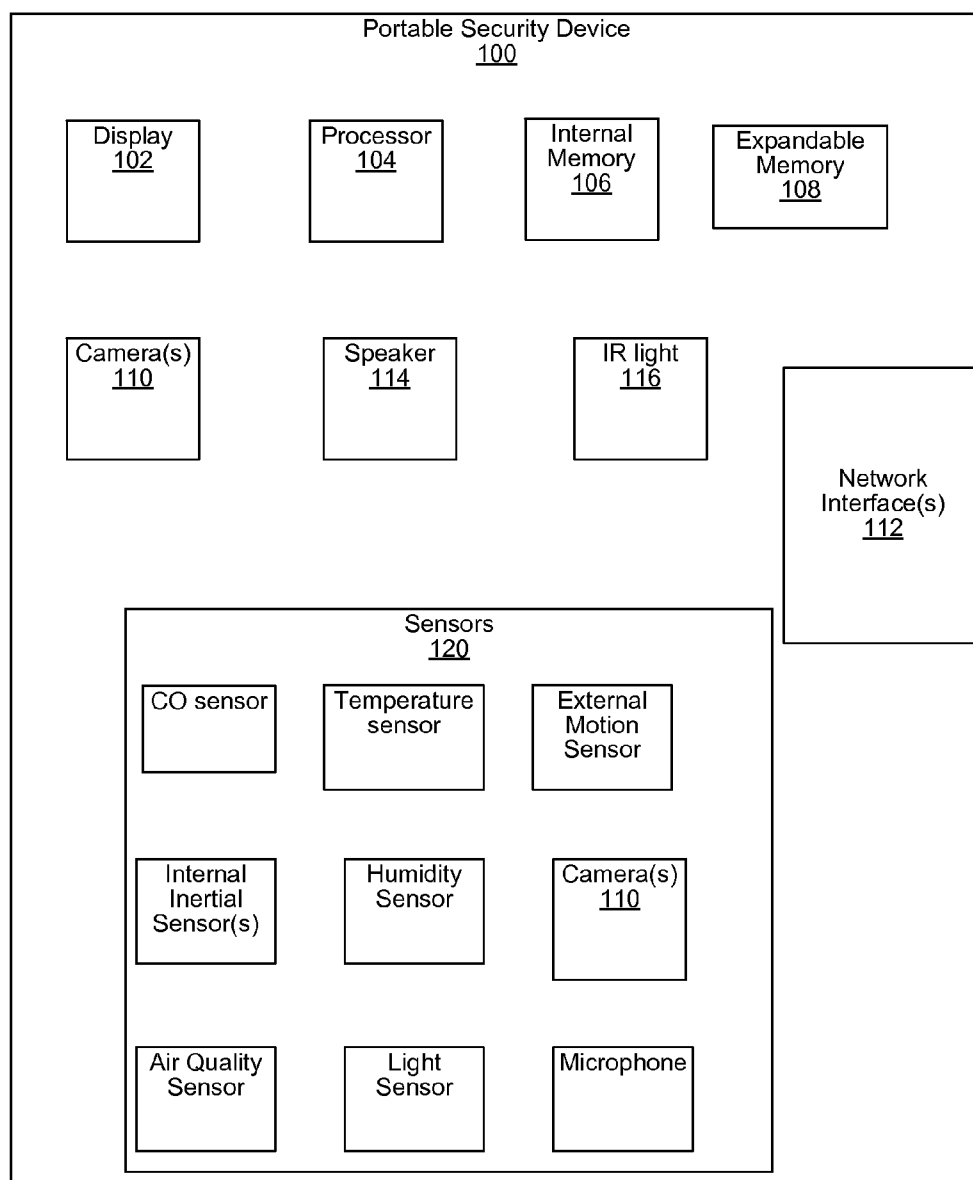 Portable Security Device
100
Display
102
Processor
104
Internal
Memory
106
Expandable
Memory
108
Camera(s)
110
Speaker
114
IR light
116
Network
Interface(s)
112
Sensors
120
CO sensor
Temperature
sensor
External
Motion
Sensor
Internal
Inertial
Sensor(s)
Humidity
Sensor
Camera(s)
110
Air Quality
Sensor
Light
Sensor
Microphone